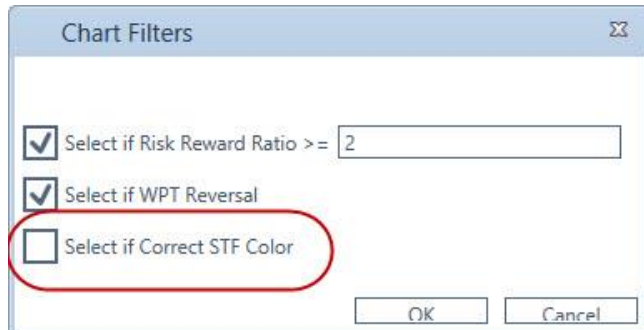 Chart Filters
Select if Risk Reward Ratio >= 2
Select if WPT Reversal
Select if Correct STF Color
OK Cancel